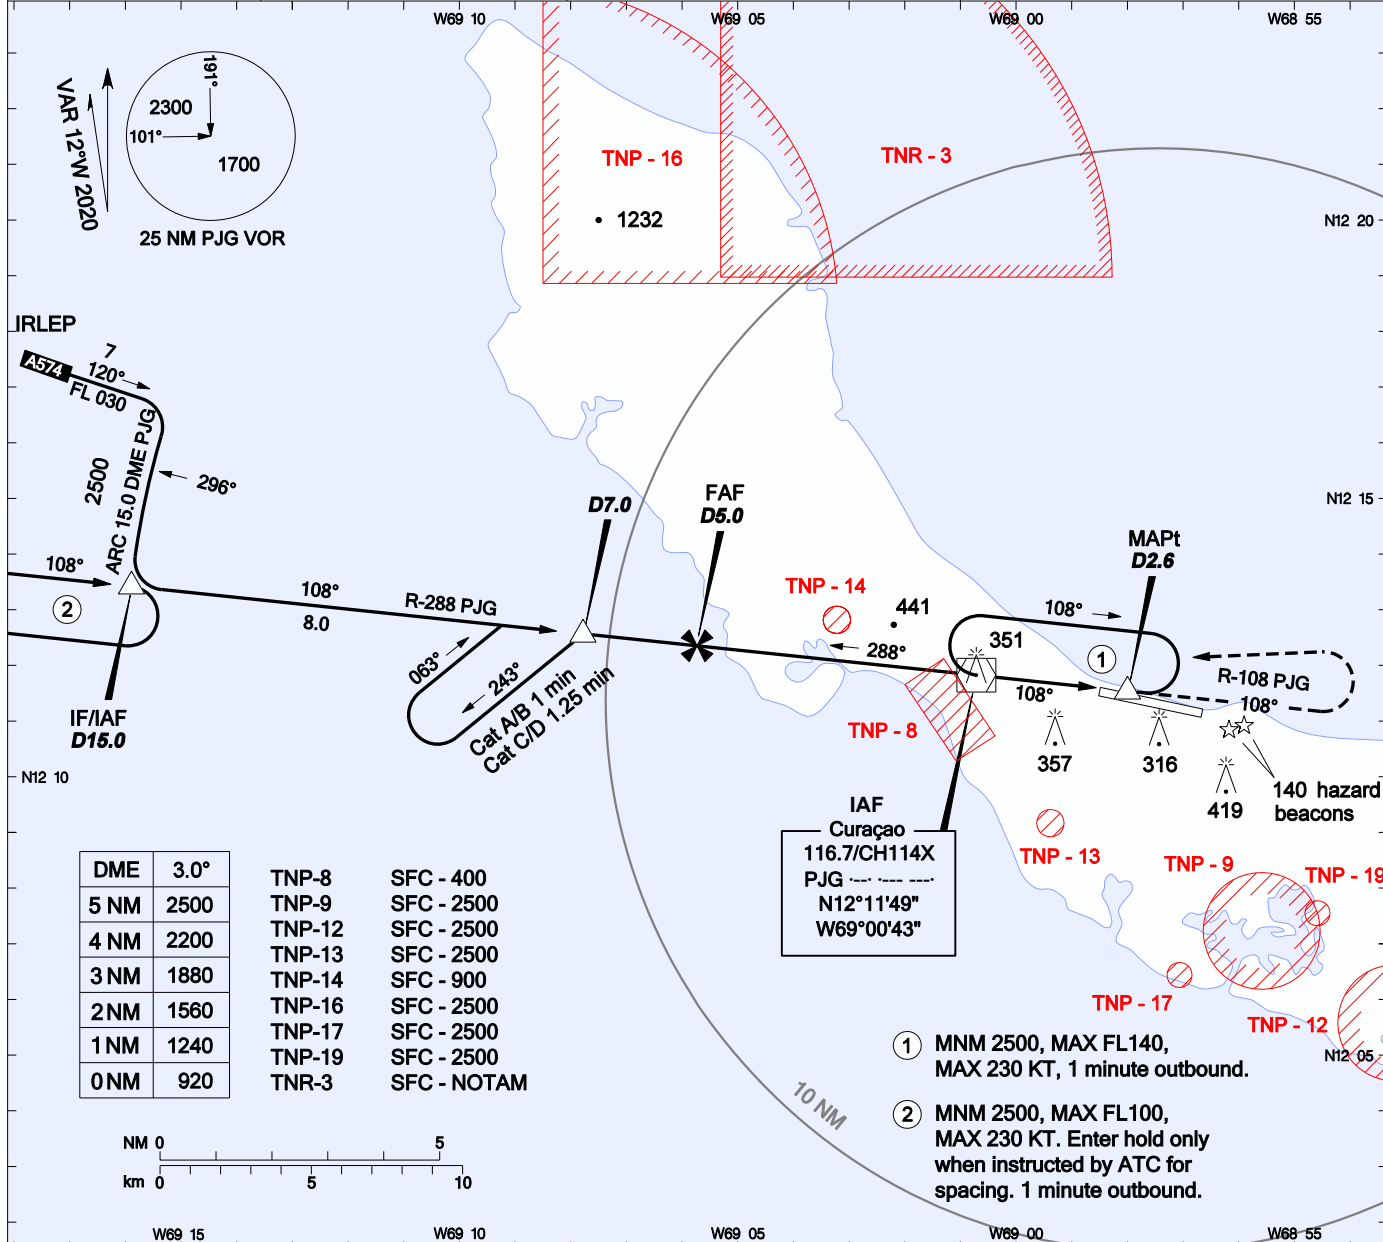 W69 10
W69 05
W69 00
W68 55
VAR 12°W 2020
191°
2300
101°
1700
25 NM PJG VOR
TNP - 16
TNR - 3
1232
N12 20
IRLEP
A574
7
120°
FL 030
ARC 15.0 DME PJG
2500
296°
D7.0
FAF
D5.0
N12 15
MAPt
D2.6
108°
2
108°
8.0
R-288 PJG
TNP - 14
441
288°
108°
351
1
R-108 PJG
108°
108°
063°
243°
Cat A/B 1 min
Cat C/D 1.25 min
IF/IAF
D15.0
TNP - 8
357
316
419
140 hazard
beacons
N12 10
IAF
Curaçao
116.7/CH114X
PJG ·--· ·--- --·
N12°11'49"
W69°00'43"
TNP - 13
TNP - 9
TNP - 19
TNP - 17
TNP - 12
N12 05
DME 3.0°
5 NM 2500
4 NM 2200
3 NM 1880
2 NM 1560
1 NM 1240
0 NM 920
TNP-8 SFC - 400
TNP-9 SFC - 2500
TNP-12 SFC - 2500
TNP-13 SFC - 2500
TNP-14 SFC - 900
TNP-16 SFC - 2500
TNP-17 SFC - 2500
TNP-19 SFC - 2500
TNR-3 SFC - NOTAM
10 NM
1 MNM 2500, MAX FL140,
MAX 230 KT, 1 minute outbound.
2 MNM 2500, MAX FL100,
MAX 230 KT. Enter hold only
when instructed by ATC for
spacing. 1 minute outbound.
NM 0 5
km 0 5 10
W69 15
W69 10
W69 05
W69 00
W68 55